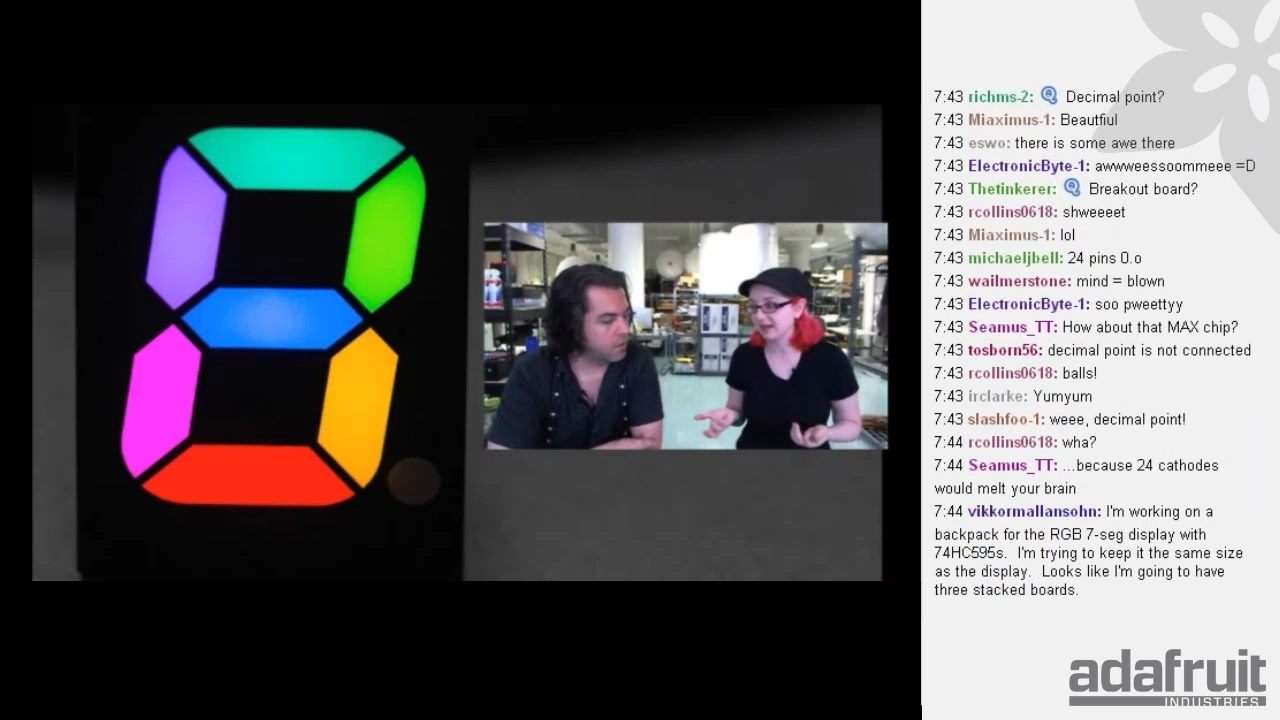 7:43 richms-2: Decimal point?
7:43 Miaximus-1: Beautfiul
7:43 eswo: there is some awe there
7:43 ElectronicByte-1: awwweessoommeee =D
7:43 Thetinkerer: Breakout board?
7:43 rcollins0618: shweeeet
7:43 Miaximus-1: lol
7:43 michaeljbell: 24 pins 0.o
7:43 wailmerstone: mind = blown
7:43 ElectronicByte-1: soo pweettyy
7:43 Seamus_TT: How about that MAX chip?
7:43 tosborn56: decimal point is not connected
7:43 rcollins0618: balls!
7:43 irclarke: Yumyum
7:43 slashfoo-1: weee, decimal point!
7:44 rcollins0618: wha?
7:44 Seamus_TT: ...because 24 cathodes
would melt your brain
7:44 vikkormallansohn: I'm working on a
backpack for the RGB 7-seg display with
74HC595s. I'm trying to keep it the same size
as the display. Looks like I'm going to have
three stacked boards.
adafruit
INDUSTRIES